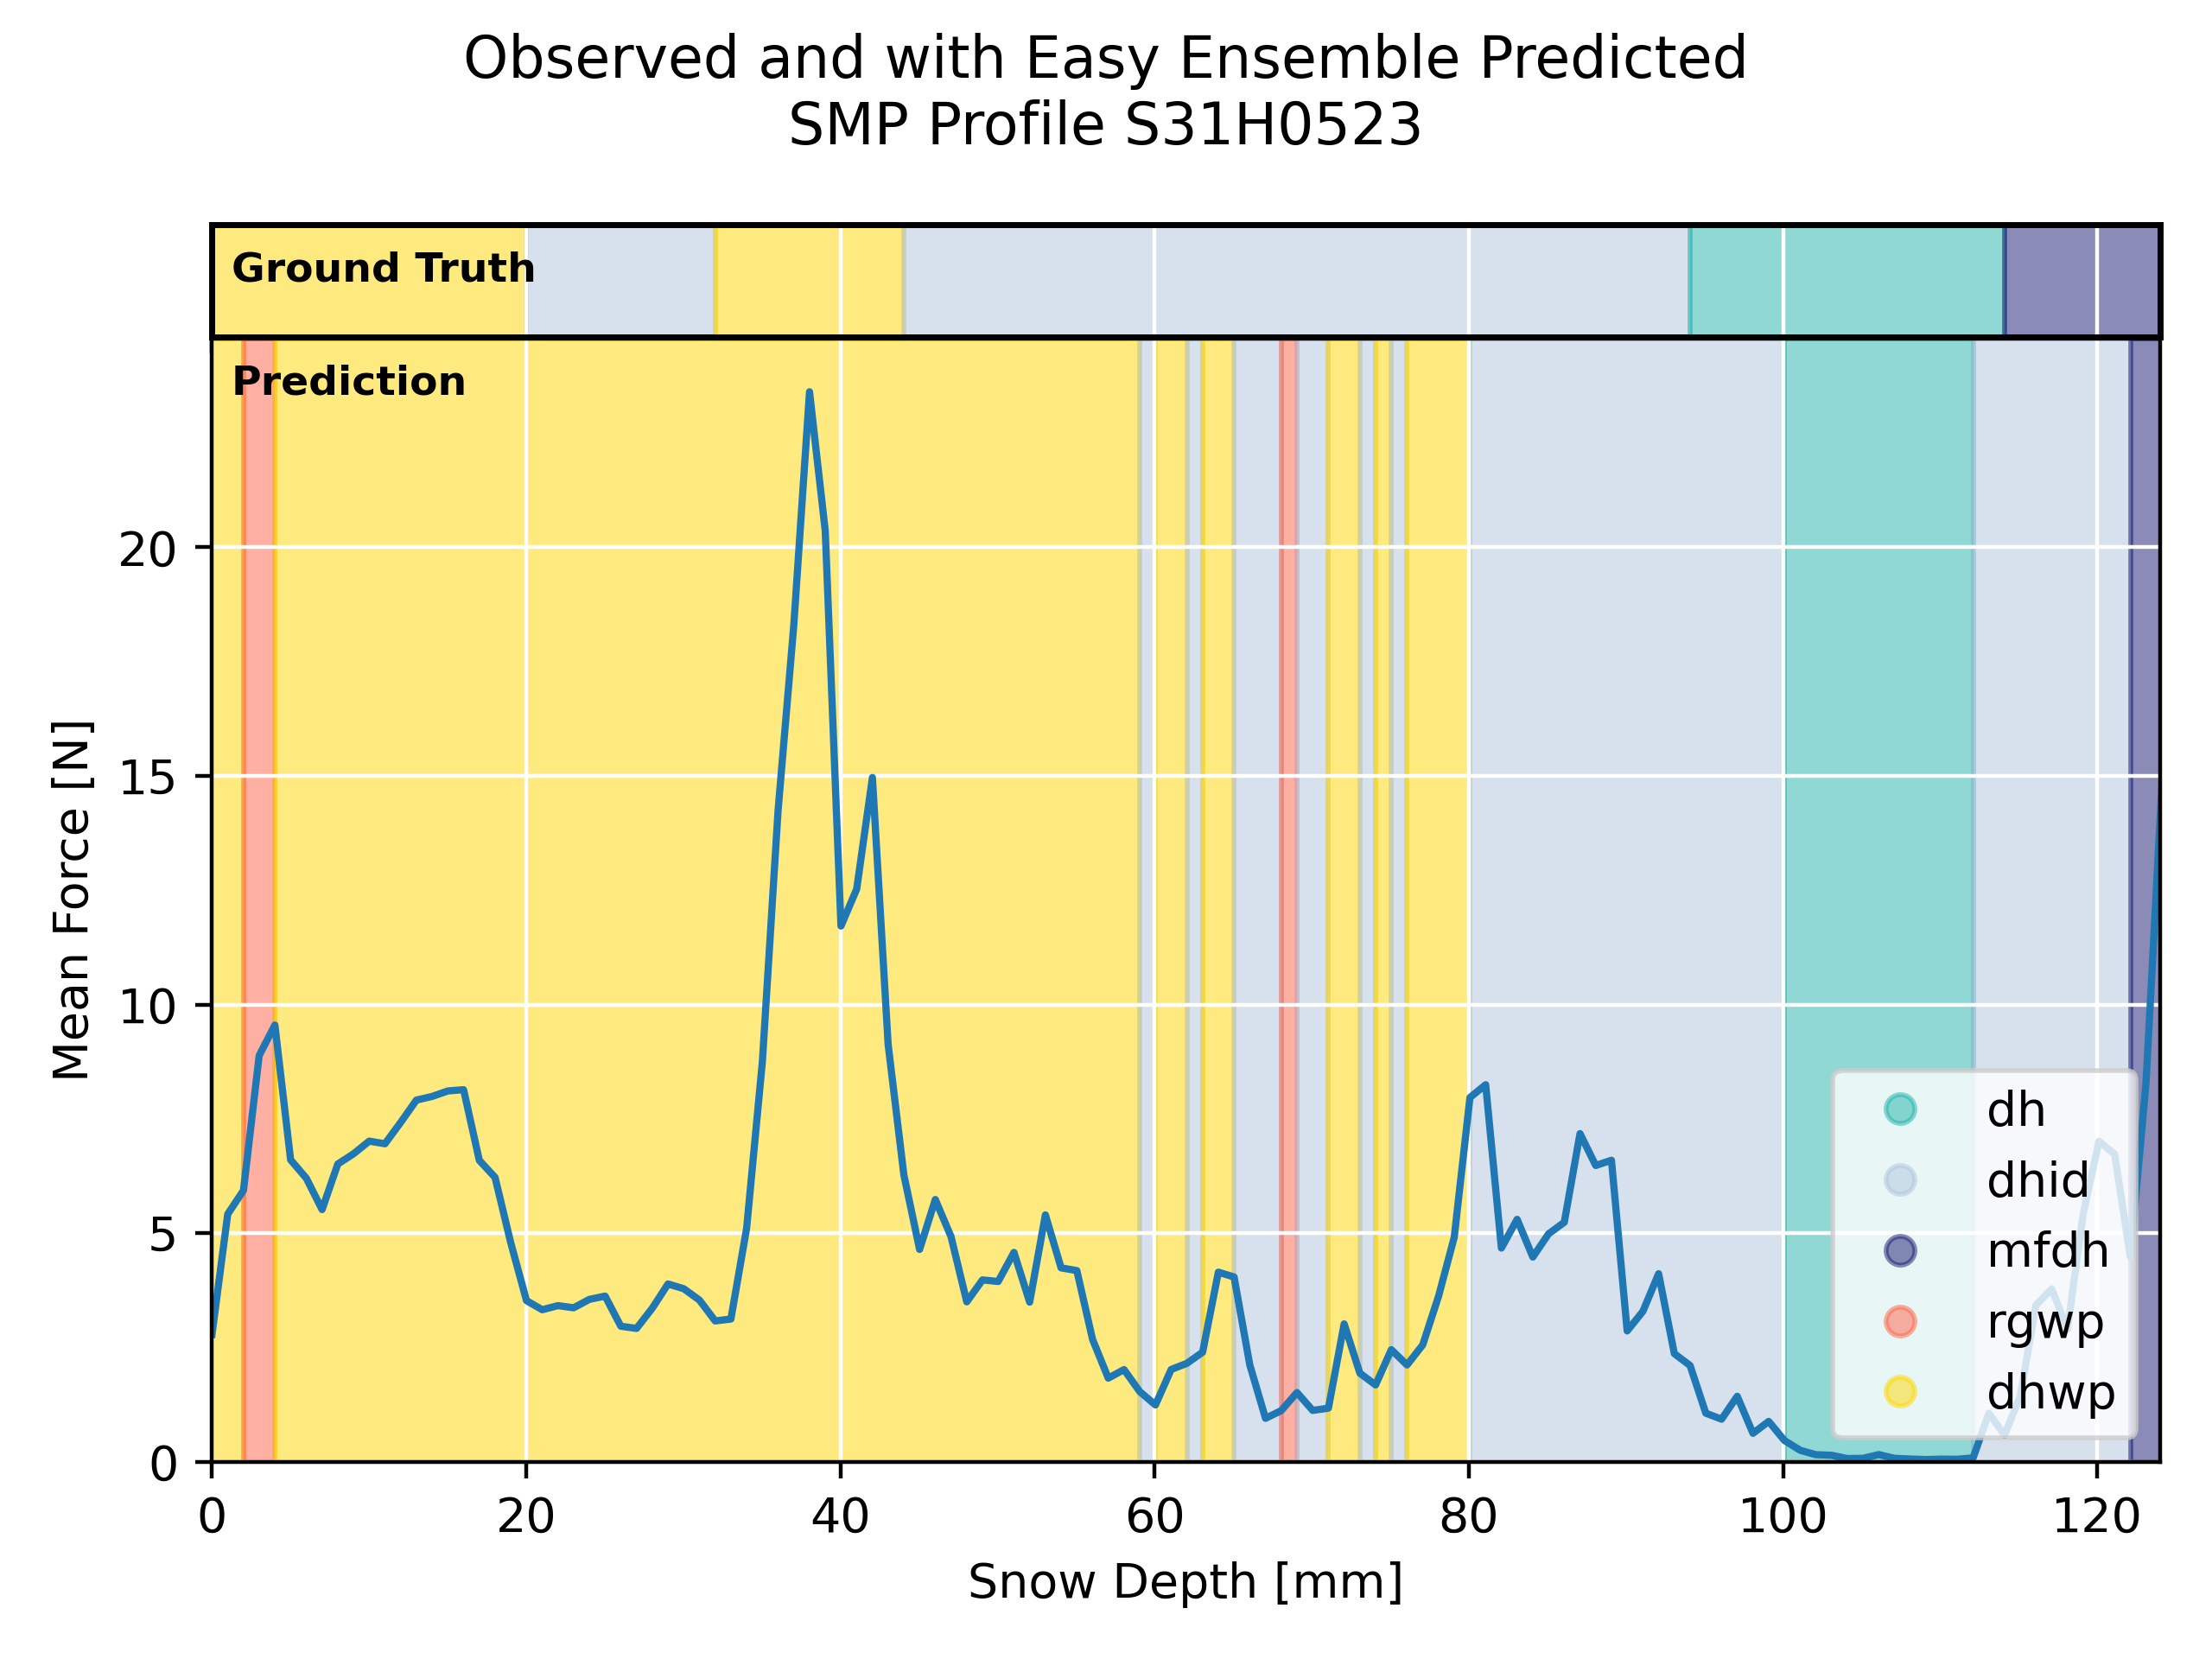 Observed and with Easy Ensemble Predicted
SMP Profile S31H0523
Ground Truth
Prediction
Mean Force [N]
20
15
10
5
0
dh
dhid
mfdh
rgwp
dhwp
0 20 40 60 80 100 120
Snow Depth [mm]